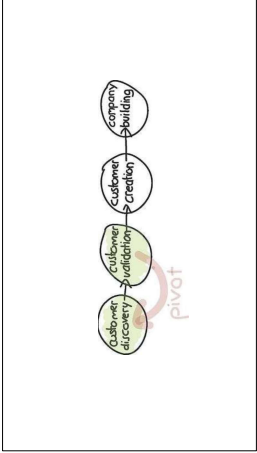 customer
discovery
customer
validation
customer
creation
company
building
pivot